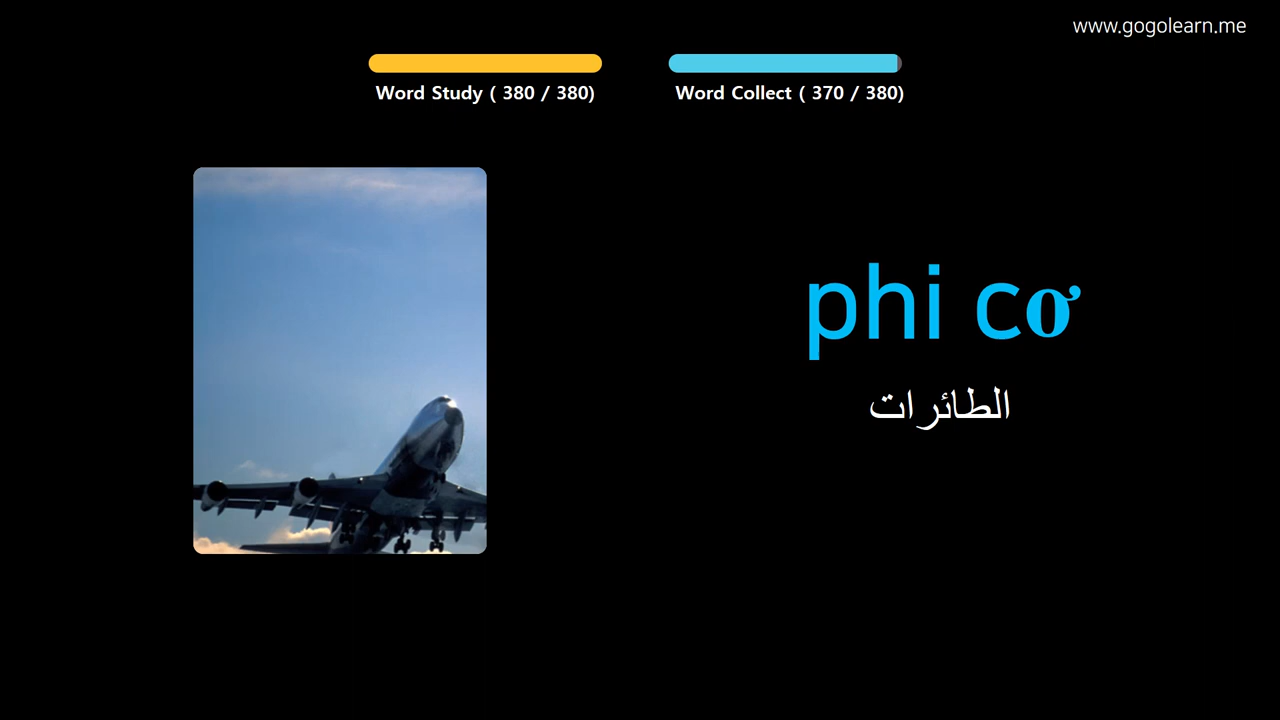 www.gogolearn.me
Word Study ( 380 / 380)
Word Collect ( 370 / 380)
phi cơ
الطائرات